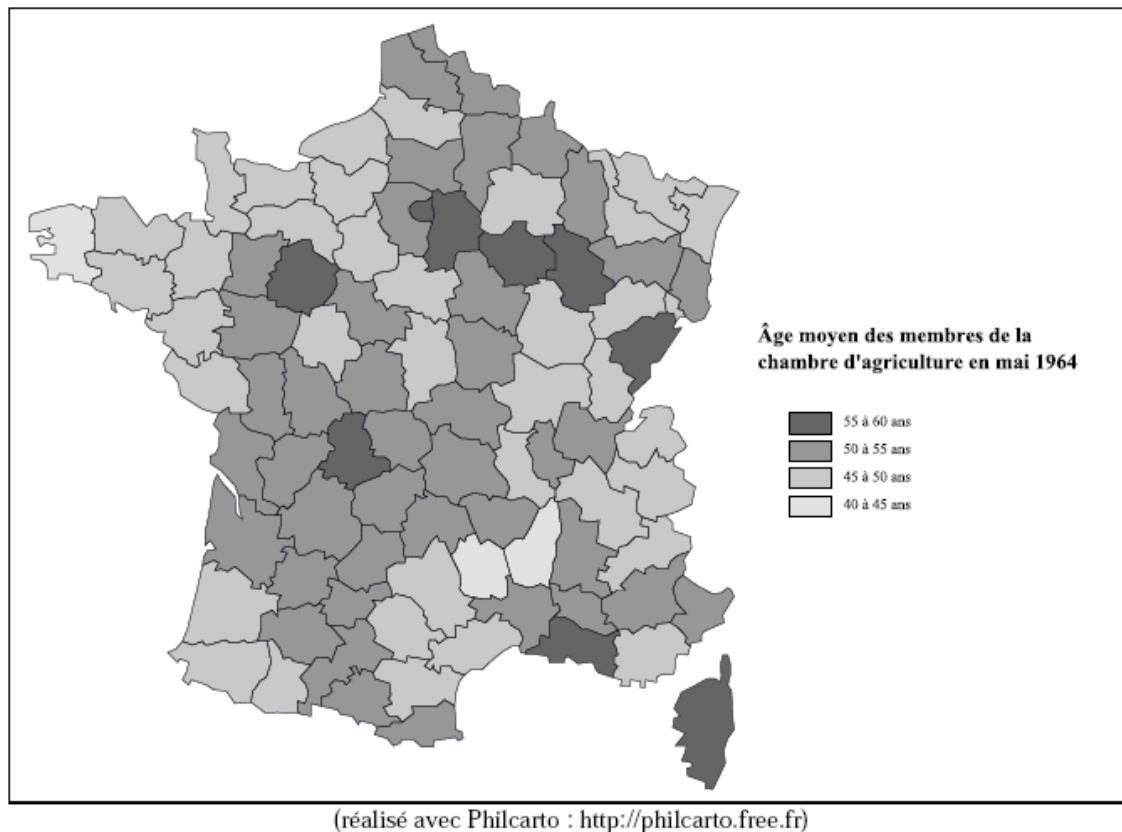 Âge moyen des membres de la
chambre d'agriculture en mai 1964
55 à 60 ans
50 à 55 ans
45 à 50 ans
40 à 45 ans
(réalisé avec Philcarto : http://philcarto.free.fr)